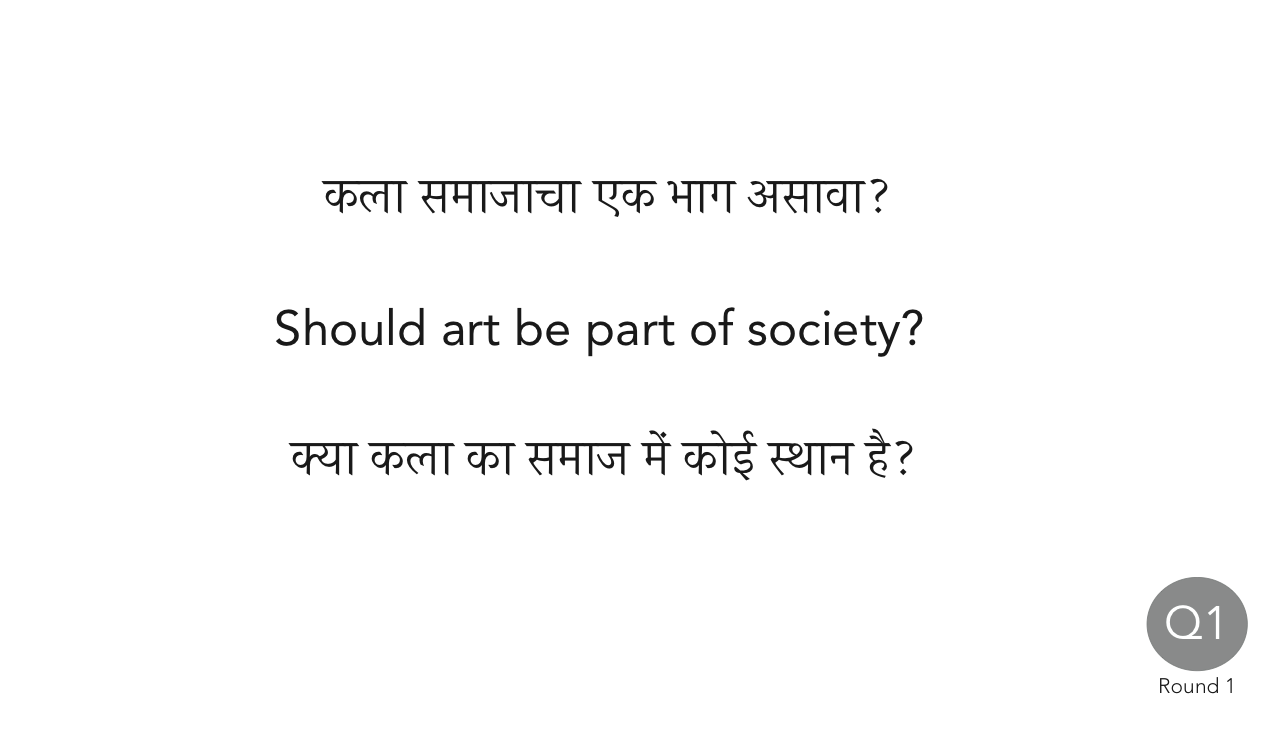 कला समाजाचा एक भाग असावा?
Should art be part of society?
क्या कला का समाज में कोई स्थान है?
Q1
Round 1